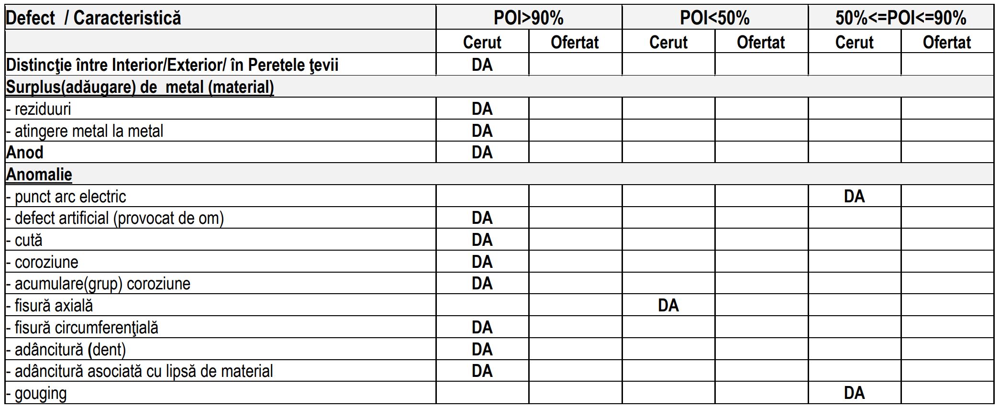 Defect / Caracteristică POI>90% POI<50% 50%<=POI<=90%
Cerut Ofertat Cerut Ofertat Cerut Ofertat
Distincţie între Interior/Exterior/ în Peretele ţevii DA
Surplus(adăugare) de metal (material)
- reziduuri DA
- atingere metal la metal DA
Anod DA
Anomalie
- punct arc electric DA
- defect artificial (provocat de om) DA
- cută DA
- coroziune DA
- acumulare(grup) coroziune DA
- fisură axială DA
- fisură circumferenţială DA
- adâncitură (dent) DA
- adâncitură asociată cu lipsă de material DA
- gouging DA